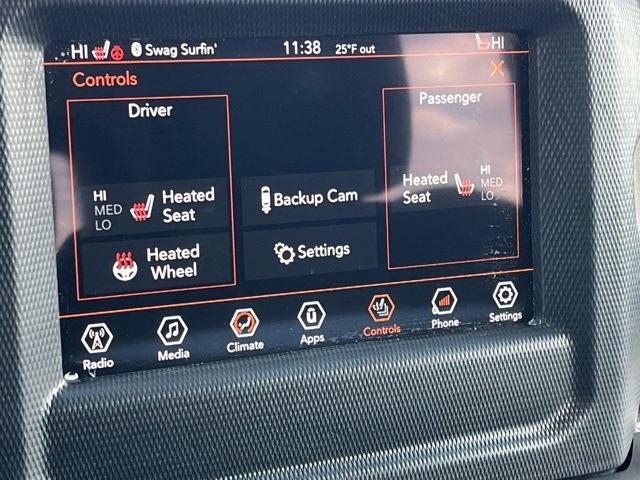 HI Swag Surfin' 11:38 25°F out HI
Controls
Driver
HI
MED
LO
Heated
Seat
Heated
Wheel
Backup Cam
Settings
Passenger
Heated
Seat
HI
MED
LO
Radio Media Climate Apps Controls Phone Settings